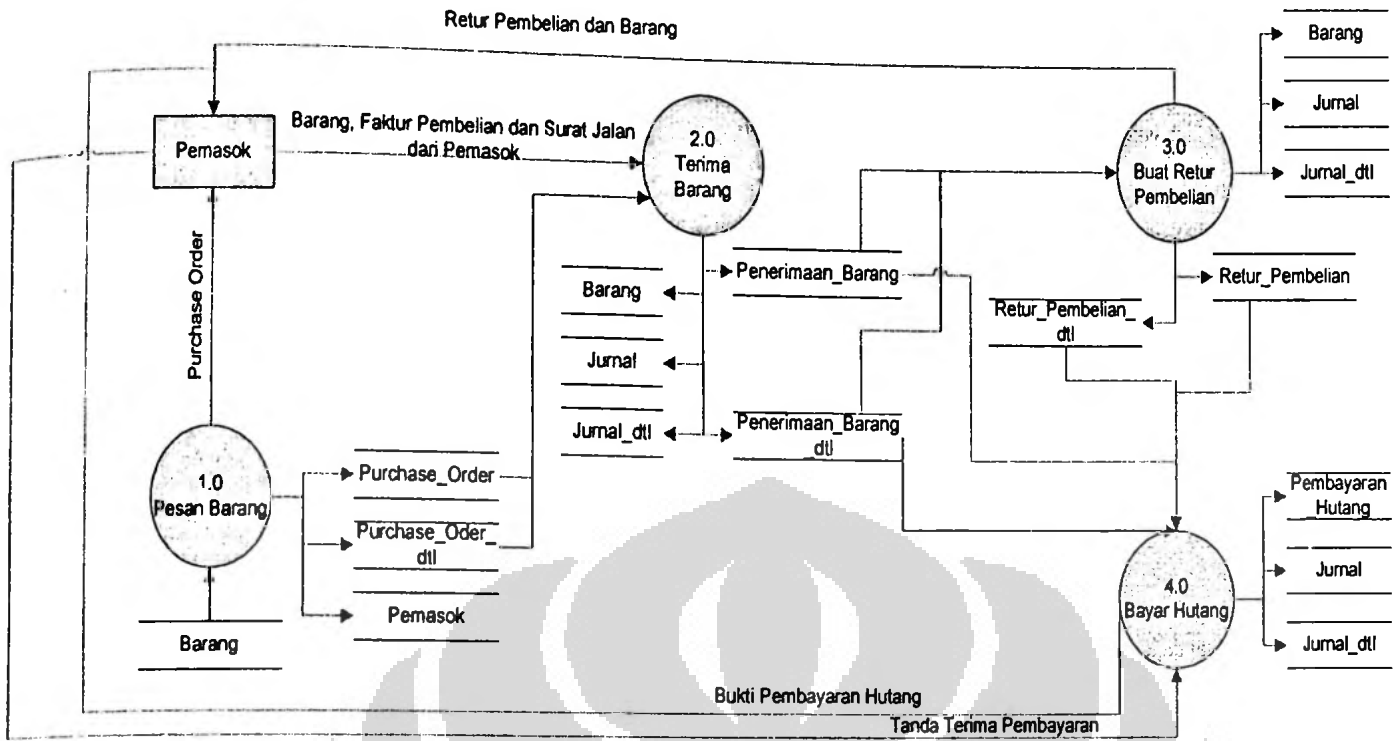 Retur Pembelian dan Barang
Barang
Jurnal
Jurnal_dtl
Pemasok
Barang, Faktur Pembelian dan Surat Jalan
dari Pemasok
2.0
Terima
Barang
3.0
Buat Retur
Pembelian
Purchase Order
Penerimaan_Barang
Barang
Jurnal
Jurnal_dtl
Penerimaan_Barang
_dtl
Retur_Pembelian
Retur_Pembelian_
dtl
1.0
Pesan Barang
Purchase_Order
Purchase_Oder_
dtl
Pemasok
Barang
4.0
Bayar Hutang
Pembayaran
Hutang
Jurnal
Jurnal_dtl
Bukti Pembayaran Hutang
Tanda Terima Pembayaran